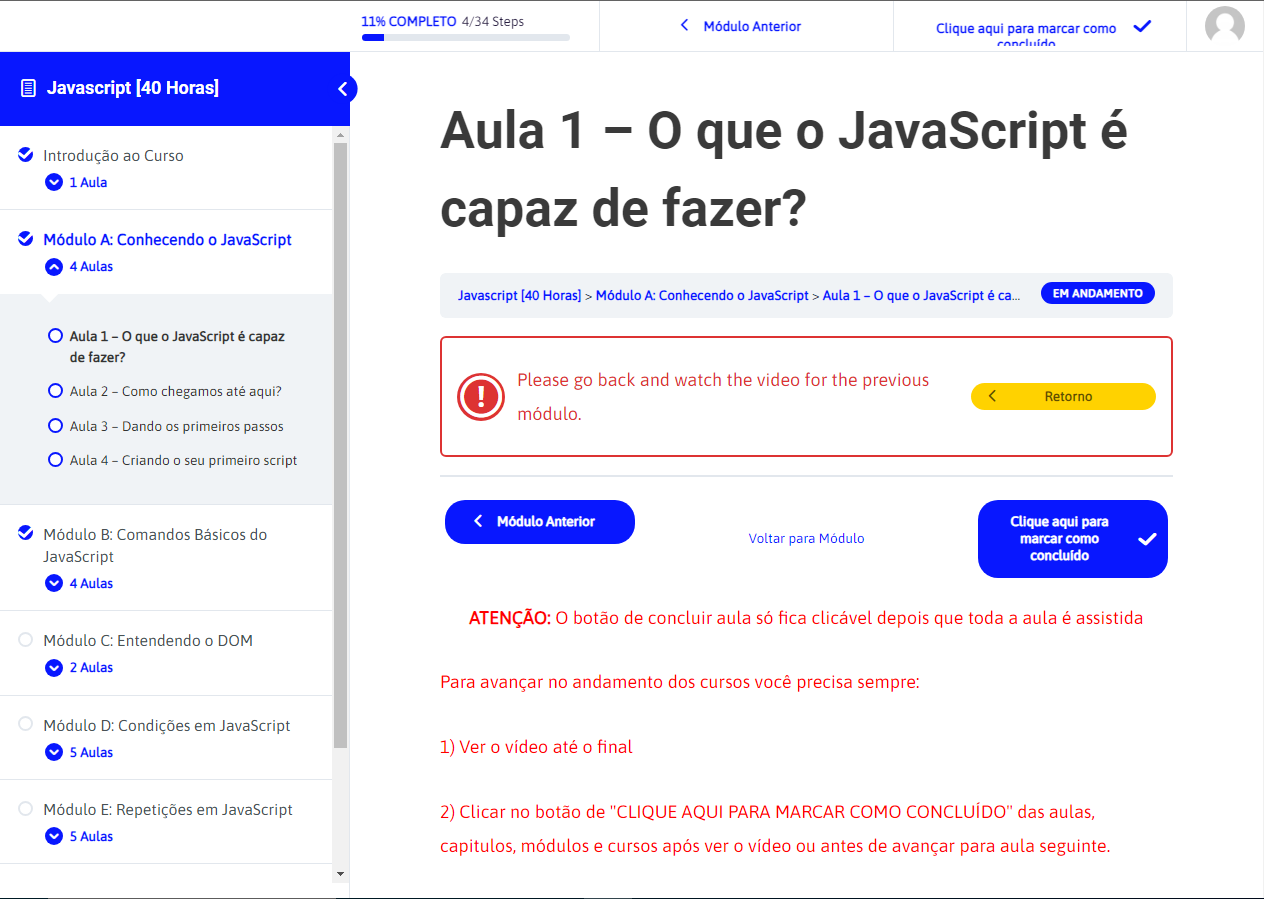 11% COMPLETO 4/34 Steps
Módulo Anterior
Clique aqui para marcar como
concluído
Javascript [40 Horas]
Introdução ao Curso
1 Aula
Módulo A: Conhecendo o JavaScript
4 Aulas
Aula 1 – O que o JavaScript é capaz
de fazer?
Aula 2 – Como chegamos até aqui?
Aula 3 – Dando os primeiros passos
Aula 4 – Criando o seu primeiro script
Módulo B: Comandos Básicos do
JavaScript
4 Aulas
Módulo C: Entendendo o DOM
2 Aulas
Módulo D: Condições em JavaScript
5 Aulas
Módulo E: Repetições em JavaScript
5 Aulas
Aula 1 – O que o JavaScript é
capaz de fazer?
Javascript [40 Horas] > Módulo A: Conhecendo o JavaScript > Aula 1 – O que o JavaScript é ca...
EM ANDAMENTO
Please go back and watch the video for the previous
módulo.
Retorno
Módulo Anterior
Voltar para Módulo
Clique aqui para
marcar como
concluído
ATENÇÃO: O botão de concluir aula só fica clicável depois que toda a aula é assistida
Para avançar no andamento dos cursos você precisa sempre:
1) Ver o vídeo até o final
2) Clicar no botão de "CLIQUE AQUI PARA MARCAR COMO CONCLUÍDO" das aulas,
capitulos, módulos e cursos após ver o vídeo ou antes de avançar para aula seguinte.